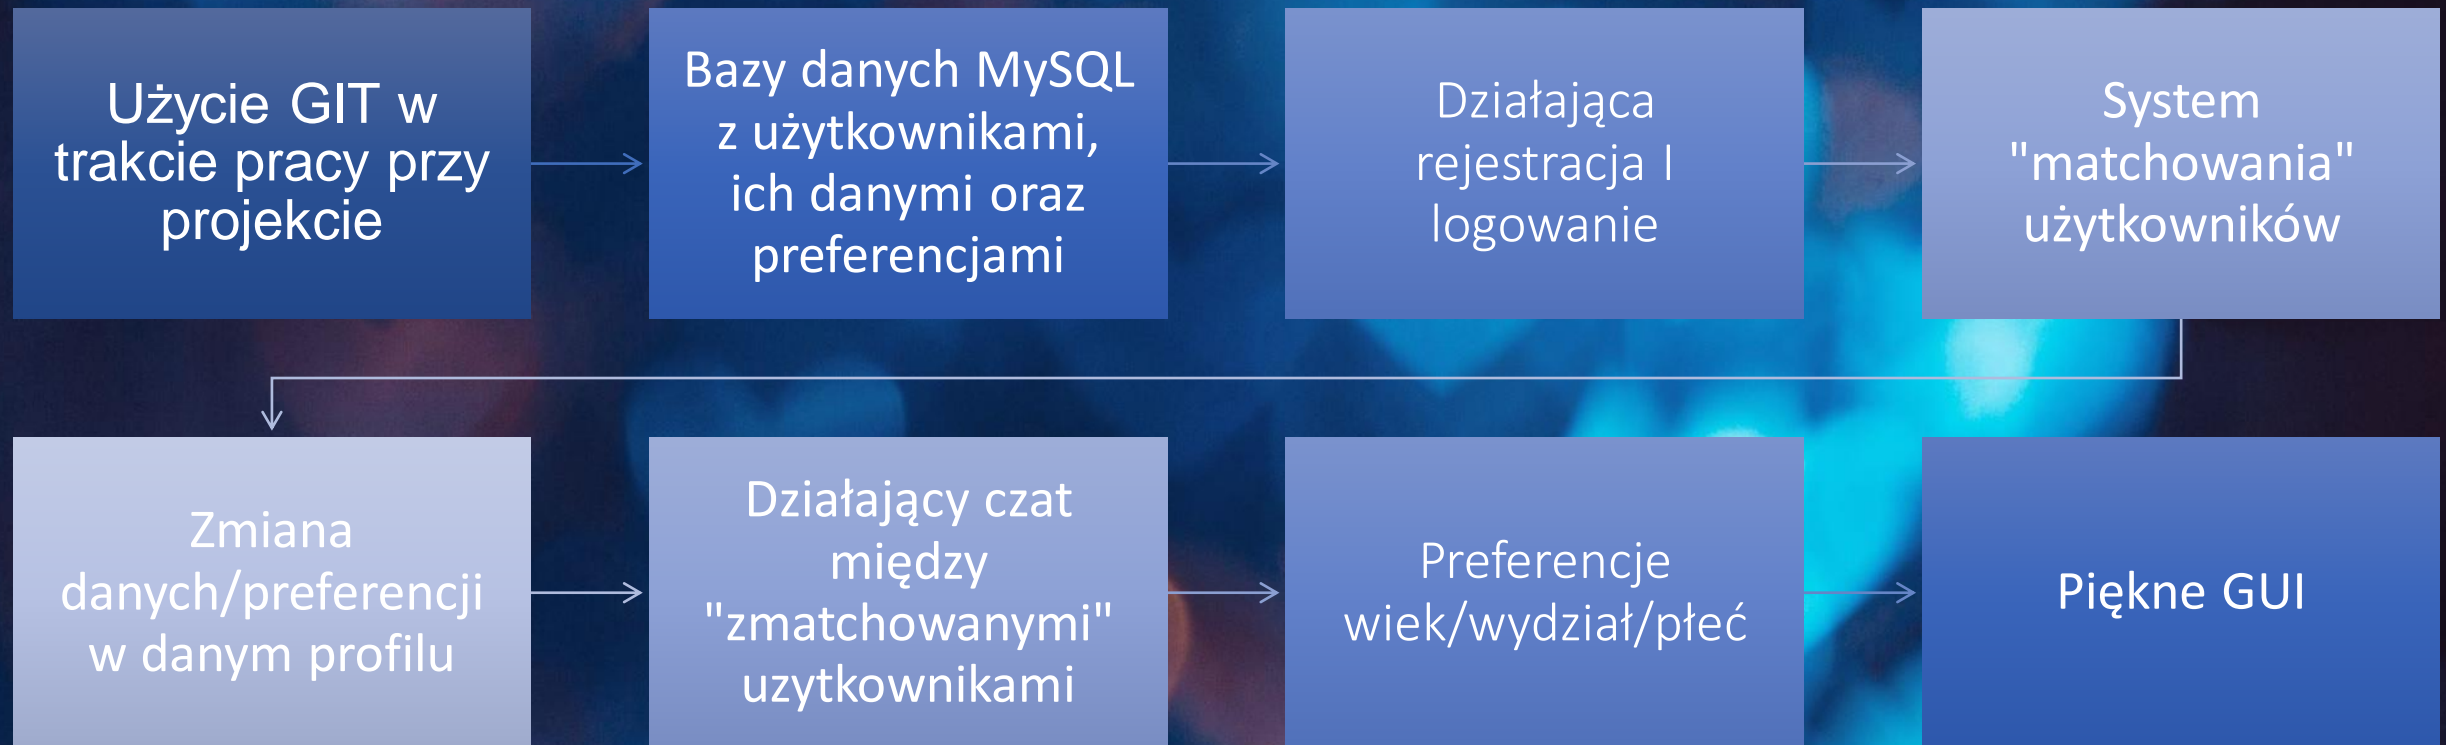 Użycie GIT w
trakcie pracy przy
projekcie
Bazy danych MySQL
z użytkownikami,
ich danymi oraz
preferencjami
Działająca
rejestracja I
logowanie
System
"matchowania"
użytkowników
Zmiana
danych/preferencji
w danym profilu
Działający czat
między
"zmatchowanymi"
uzytkownikami
Preferencje
wiek/wydział/płeć
Piękne GUI